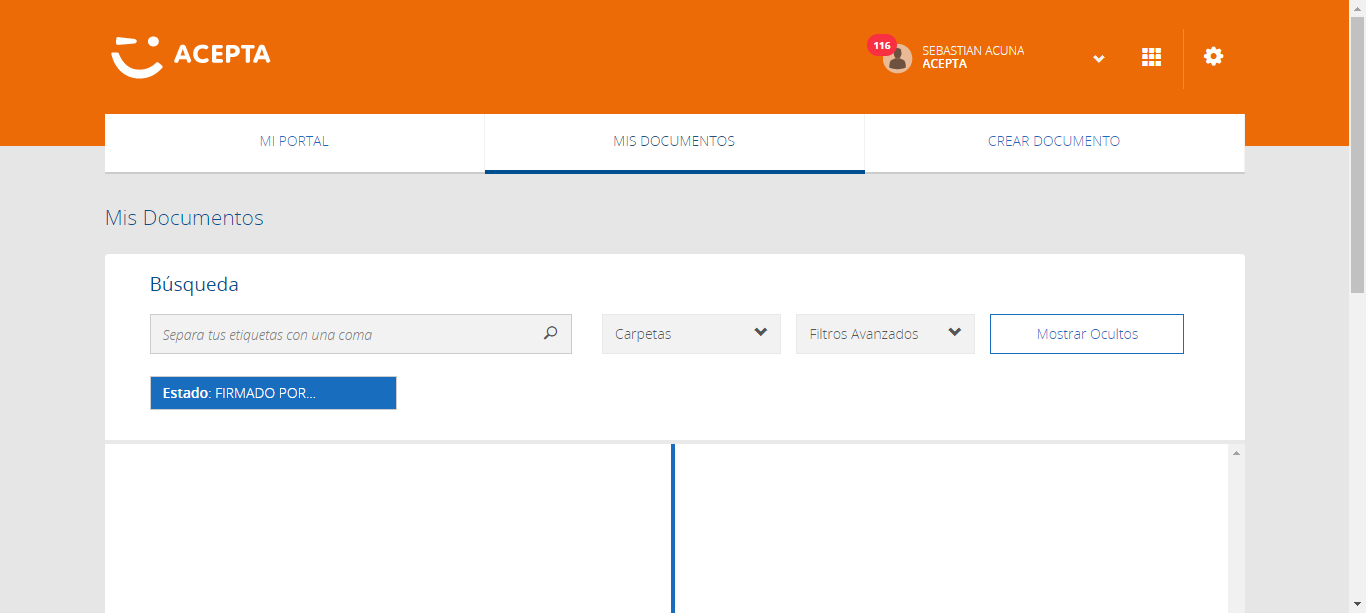 ACEPTA
116
SEBASTIAN ACUNA
ACEPTA
MI PORTAL
MIS DOCUMENTOS
CREAR DOCUMENTO
Mis Documentos
Búsqueda
Separa tus etiquetas con una coma
Carpetas
Filtros Avanzados
Mostrar Ocultos
Estado: FIRMADO POR...